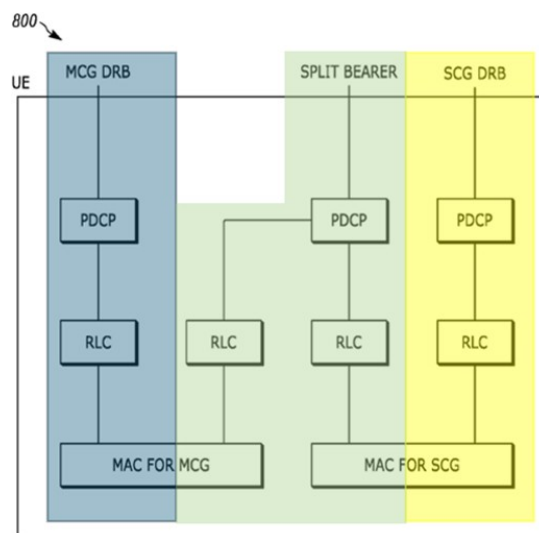 800
MCG DRB
SPLIT BEARER
SCG DRB
UE
PDCP
PDCP
PDCP
RLC
RLC
RLC
RLC
MAC FOR MCG
MAC FOR SCG